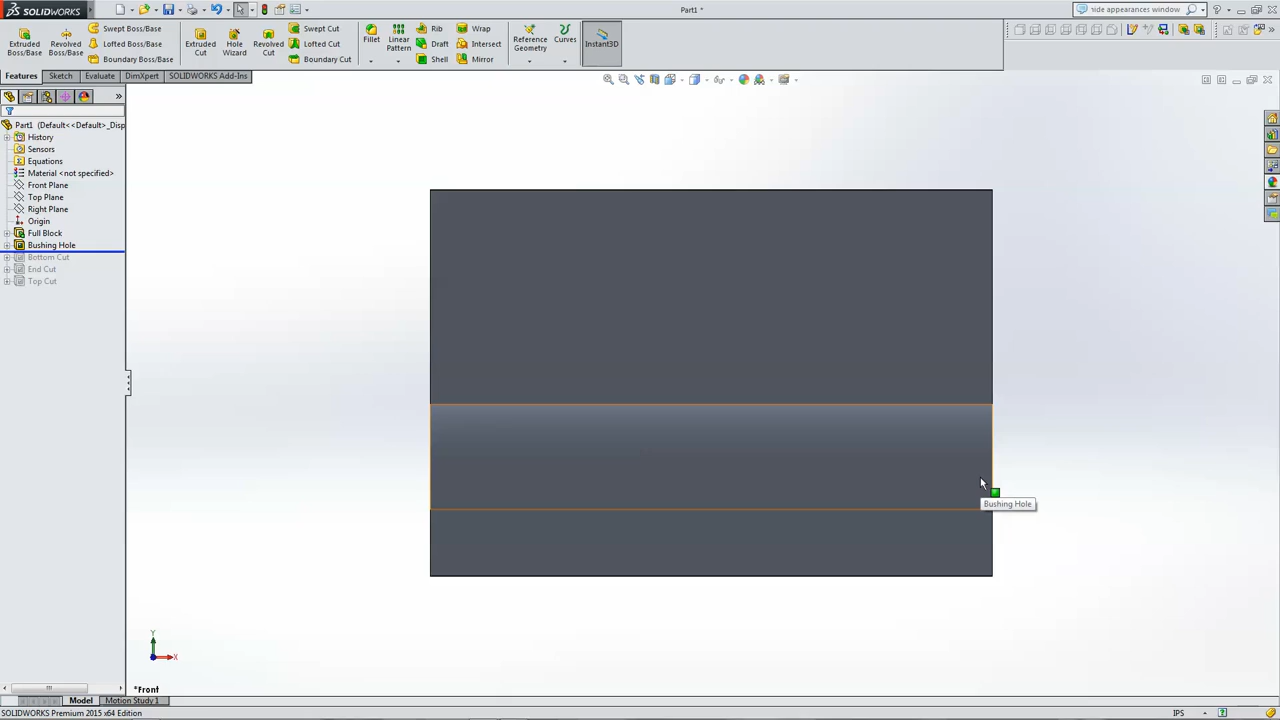 SOLIDWORKS
Part1 *
side appearances window
Extruded Boss/Base
Revolved Boss/Base
Swept Boss/Base
Lofted Boss/Base
Boundary Boss/Base
Extruded Cut
Hole Wizard
Revolved Cut
Swept Cut
Lofted Cut
Boundary Cut
Fillet
Linear Pattern
Rib
Draft
Shell
Wrap
Intersect
Mirror
Reference Geometry
Curves
Instant3D
Features
Sketch
Evaluate
DimXpert
SOLIDWORKS Add-Ins
Part1 (Default<<Default>_Disp
History
Sensors
Equations
Material <not specified>
Front Plane
Top Plane
Right Plane
Origin
Full Block
Bushing Hole
Bottom Cut
End Cut
Top Cut
Bushing Hole
Y
X
*Front
Model
Motion Study 1
SOLIDWORKS Premium 2015 x64 Edition
IPS